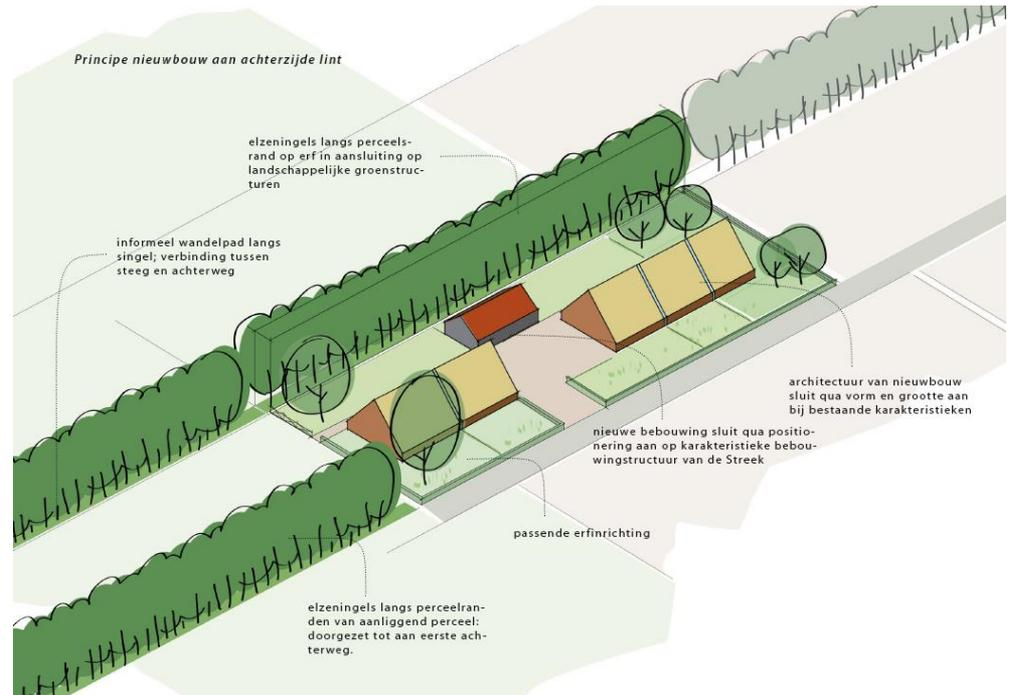 Principe nieuwbouw aan achterzijde lint
elzeningels langs perceels-
rand op erf in aansluiting op
landschappelijke groenstruc-
turen
informeel wandelpad langs
singel; verbinding tussen
steeg en achterweg
architectuur van nieuwbouw
sluit qua vorm en grootte aan
bij bestaande karakteristieken
nieuwe bebouwing sluit qua positio-
nering aan op karakteristieke bebou-
wingstructuur van de Streek
passende erfinrichting
elzeningels langs perceelran-
den van aanliggend perceel:
doorgezet tot aan eerste ach-
terweg.